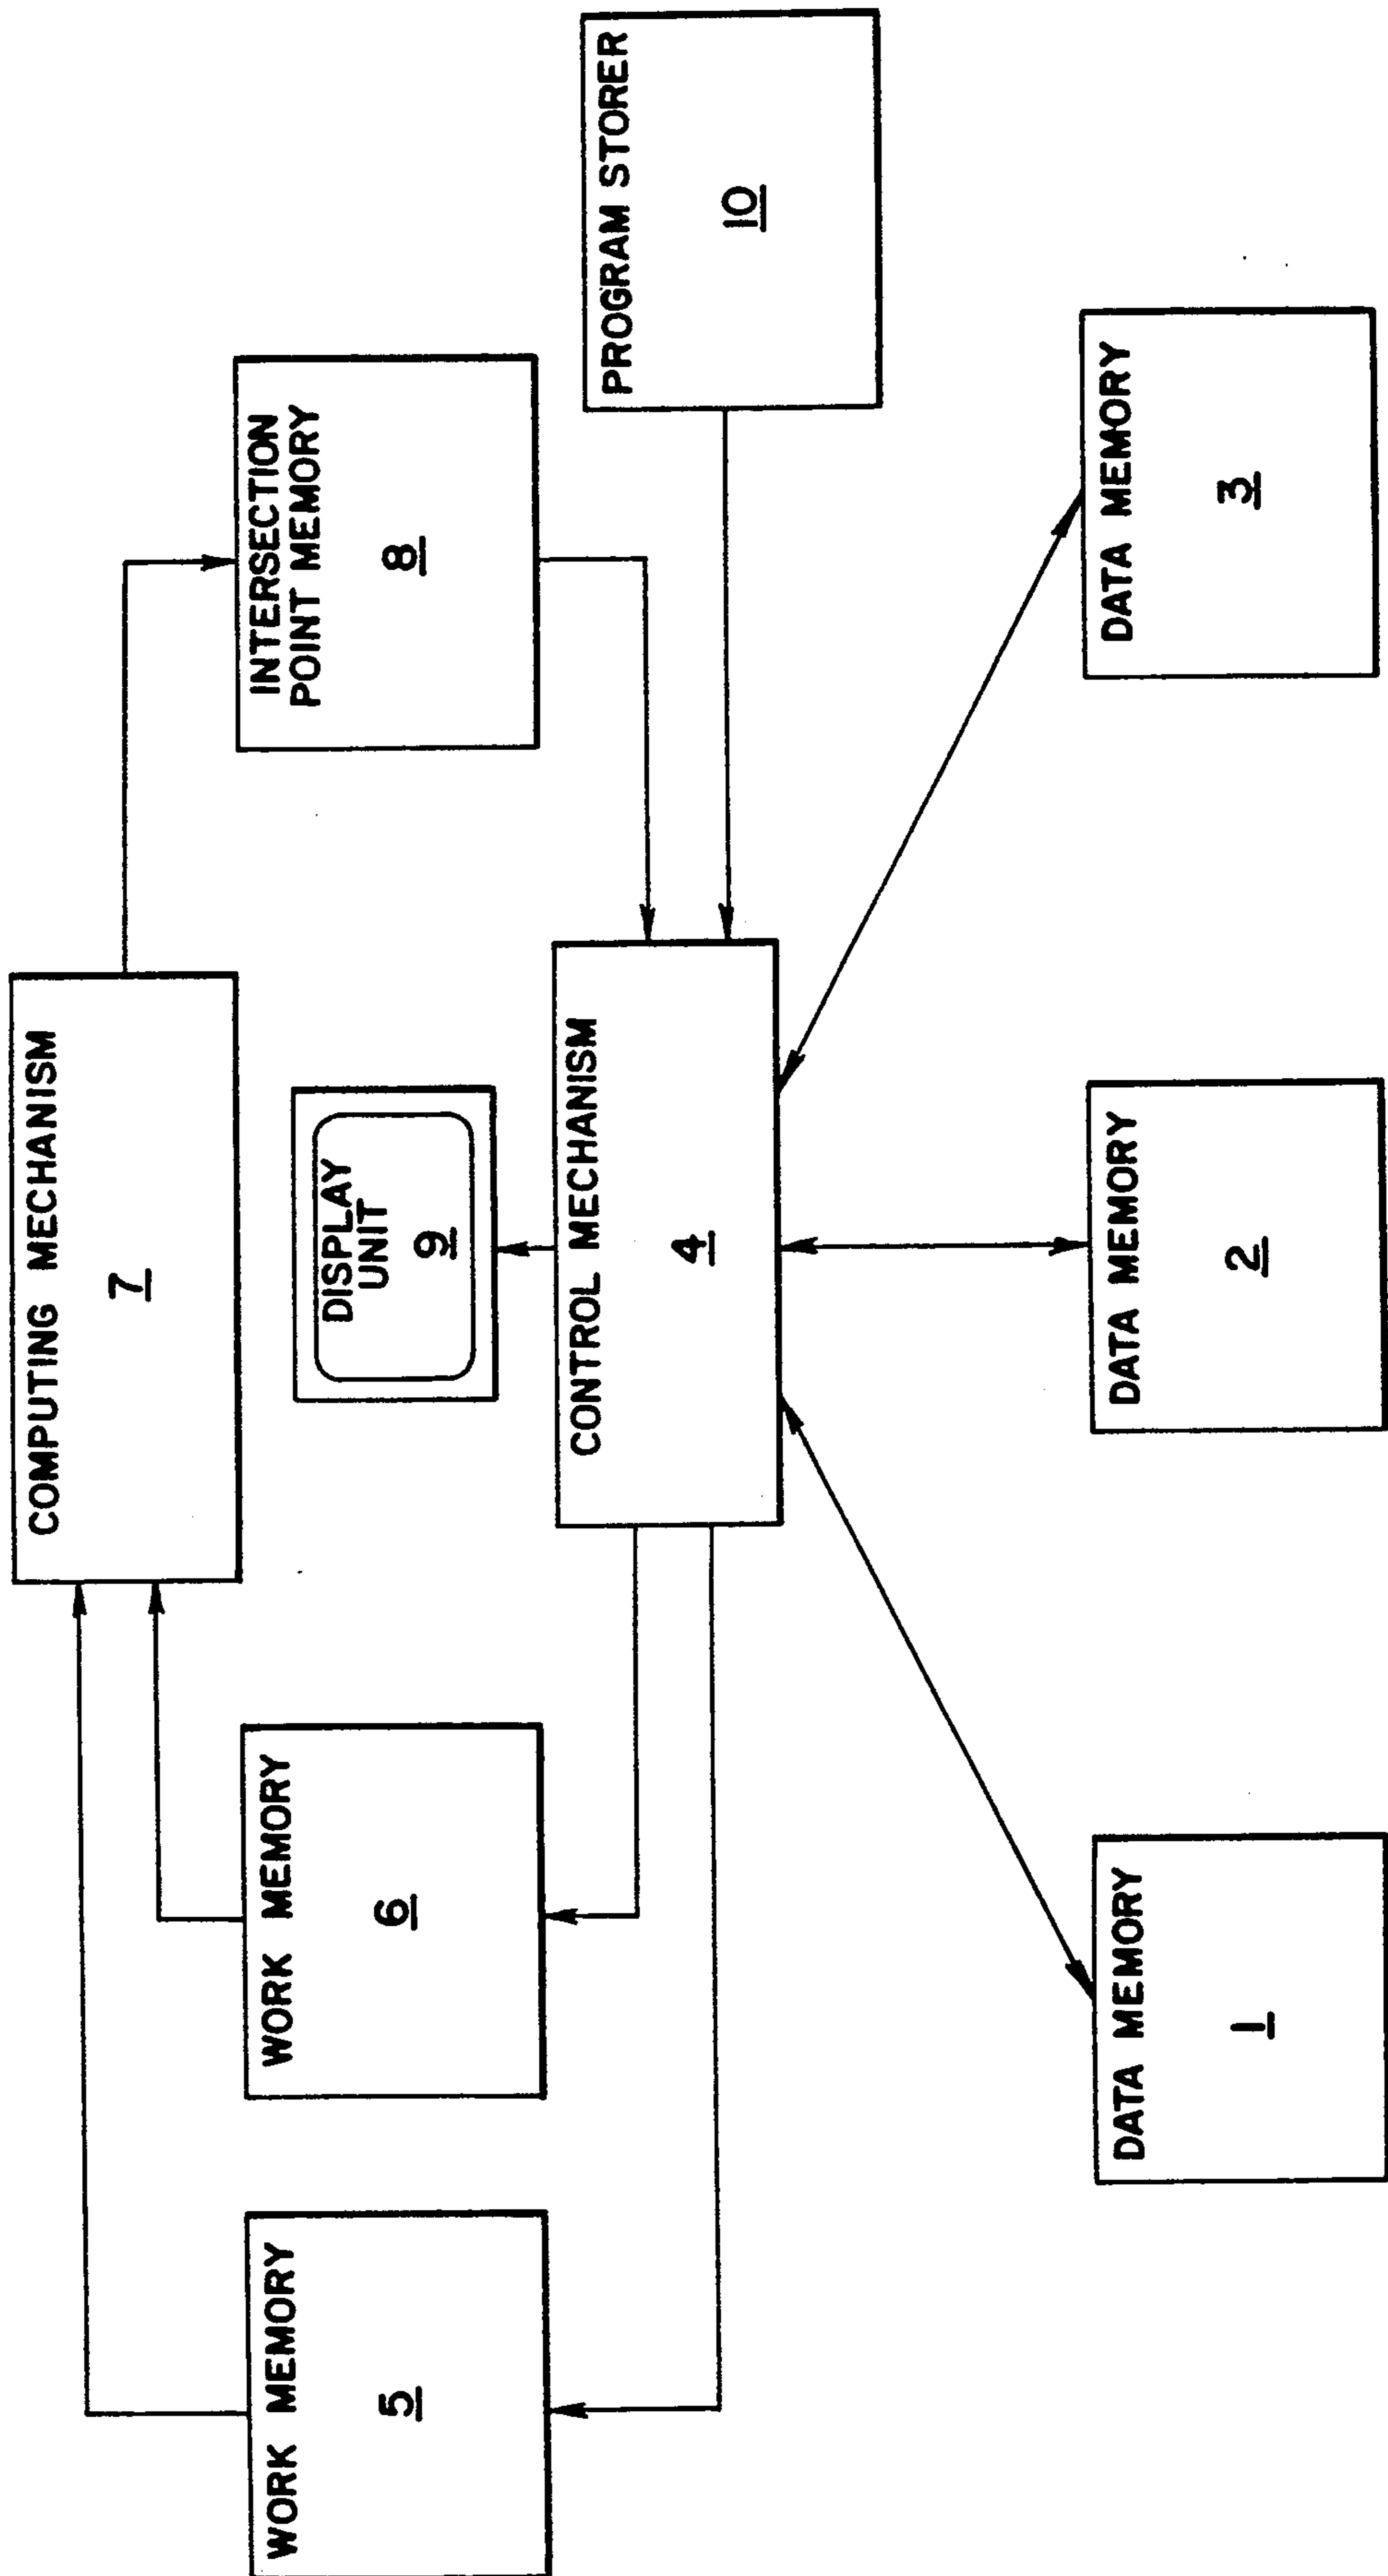 COMPUTING MECHANISM
7
WORK MEMORY
5
WORK MEMORY
6
DISPLAY
UNIT
9
INTERSECTION
POINT MEMORY
8
CONTROL MECHANISM
4
PROGRAM STORER
10
DATA MEMORY
1
DATA MEMORY
2
DATA MEMORY
3